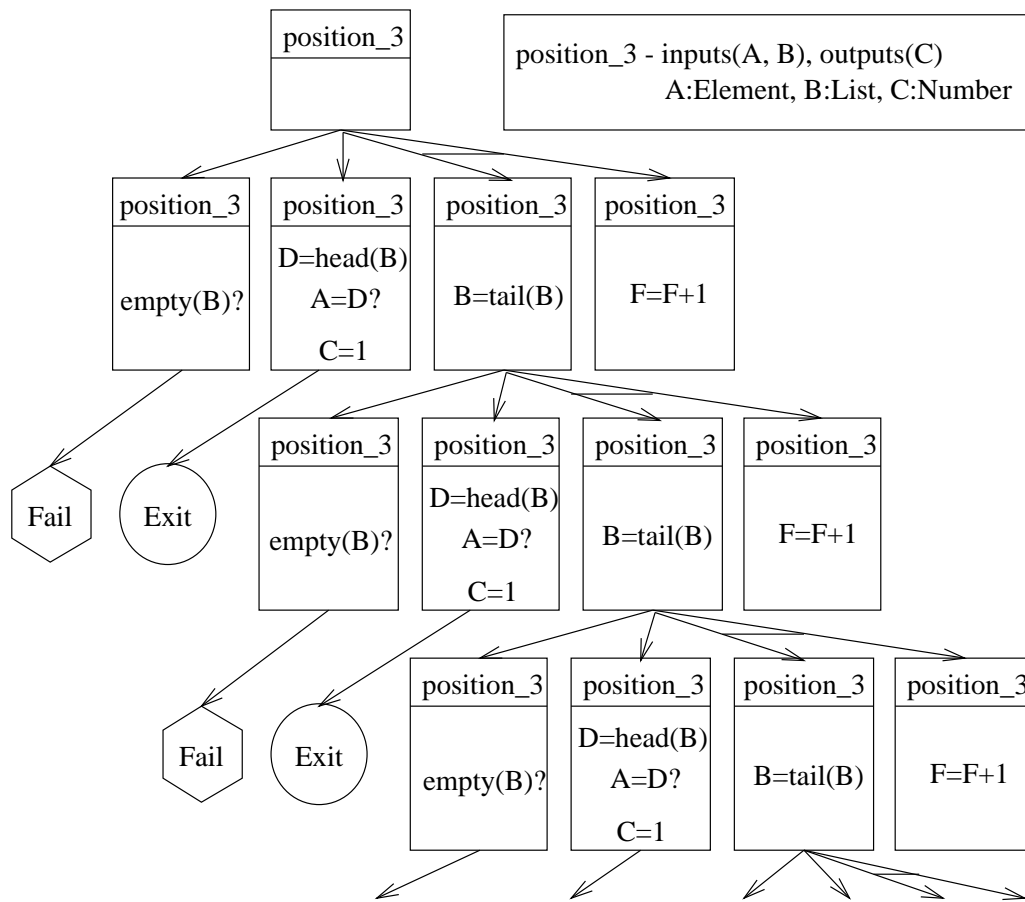 position_3
position_3 - inputs(A, B), outputs(C)
A:Element, B:List, C:Number
position_3
empty(B)?
position_3
D=head(B)
A=D?
C=1
position_3
B=tail(B)
position_3
F=F+1
Fail
Exit
position_3
empty(B)?
position_3
D=head(B)
A=D?
C=1
position_3
B=tail(B)
position_3
F=F+1
Fail
Exit
position_3
empty(B)?
position_3
D=head(B)
A=D?
C=1
position_3
B=tail(B)
position_3
F=F+1